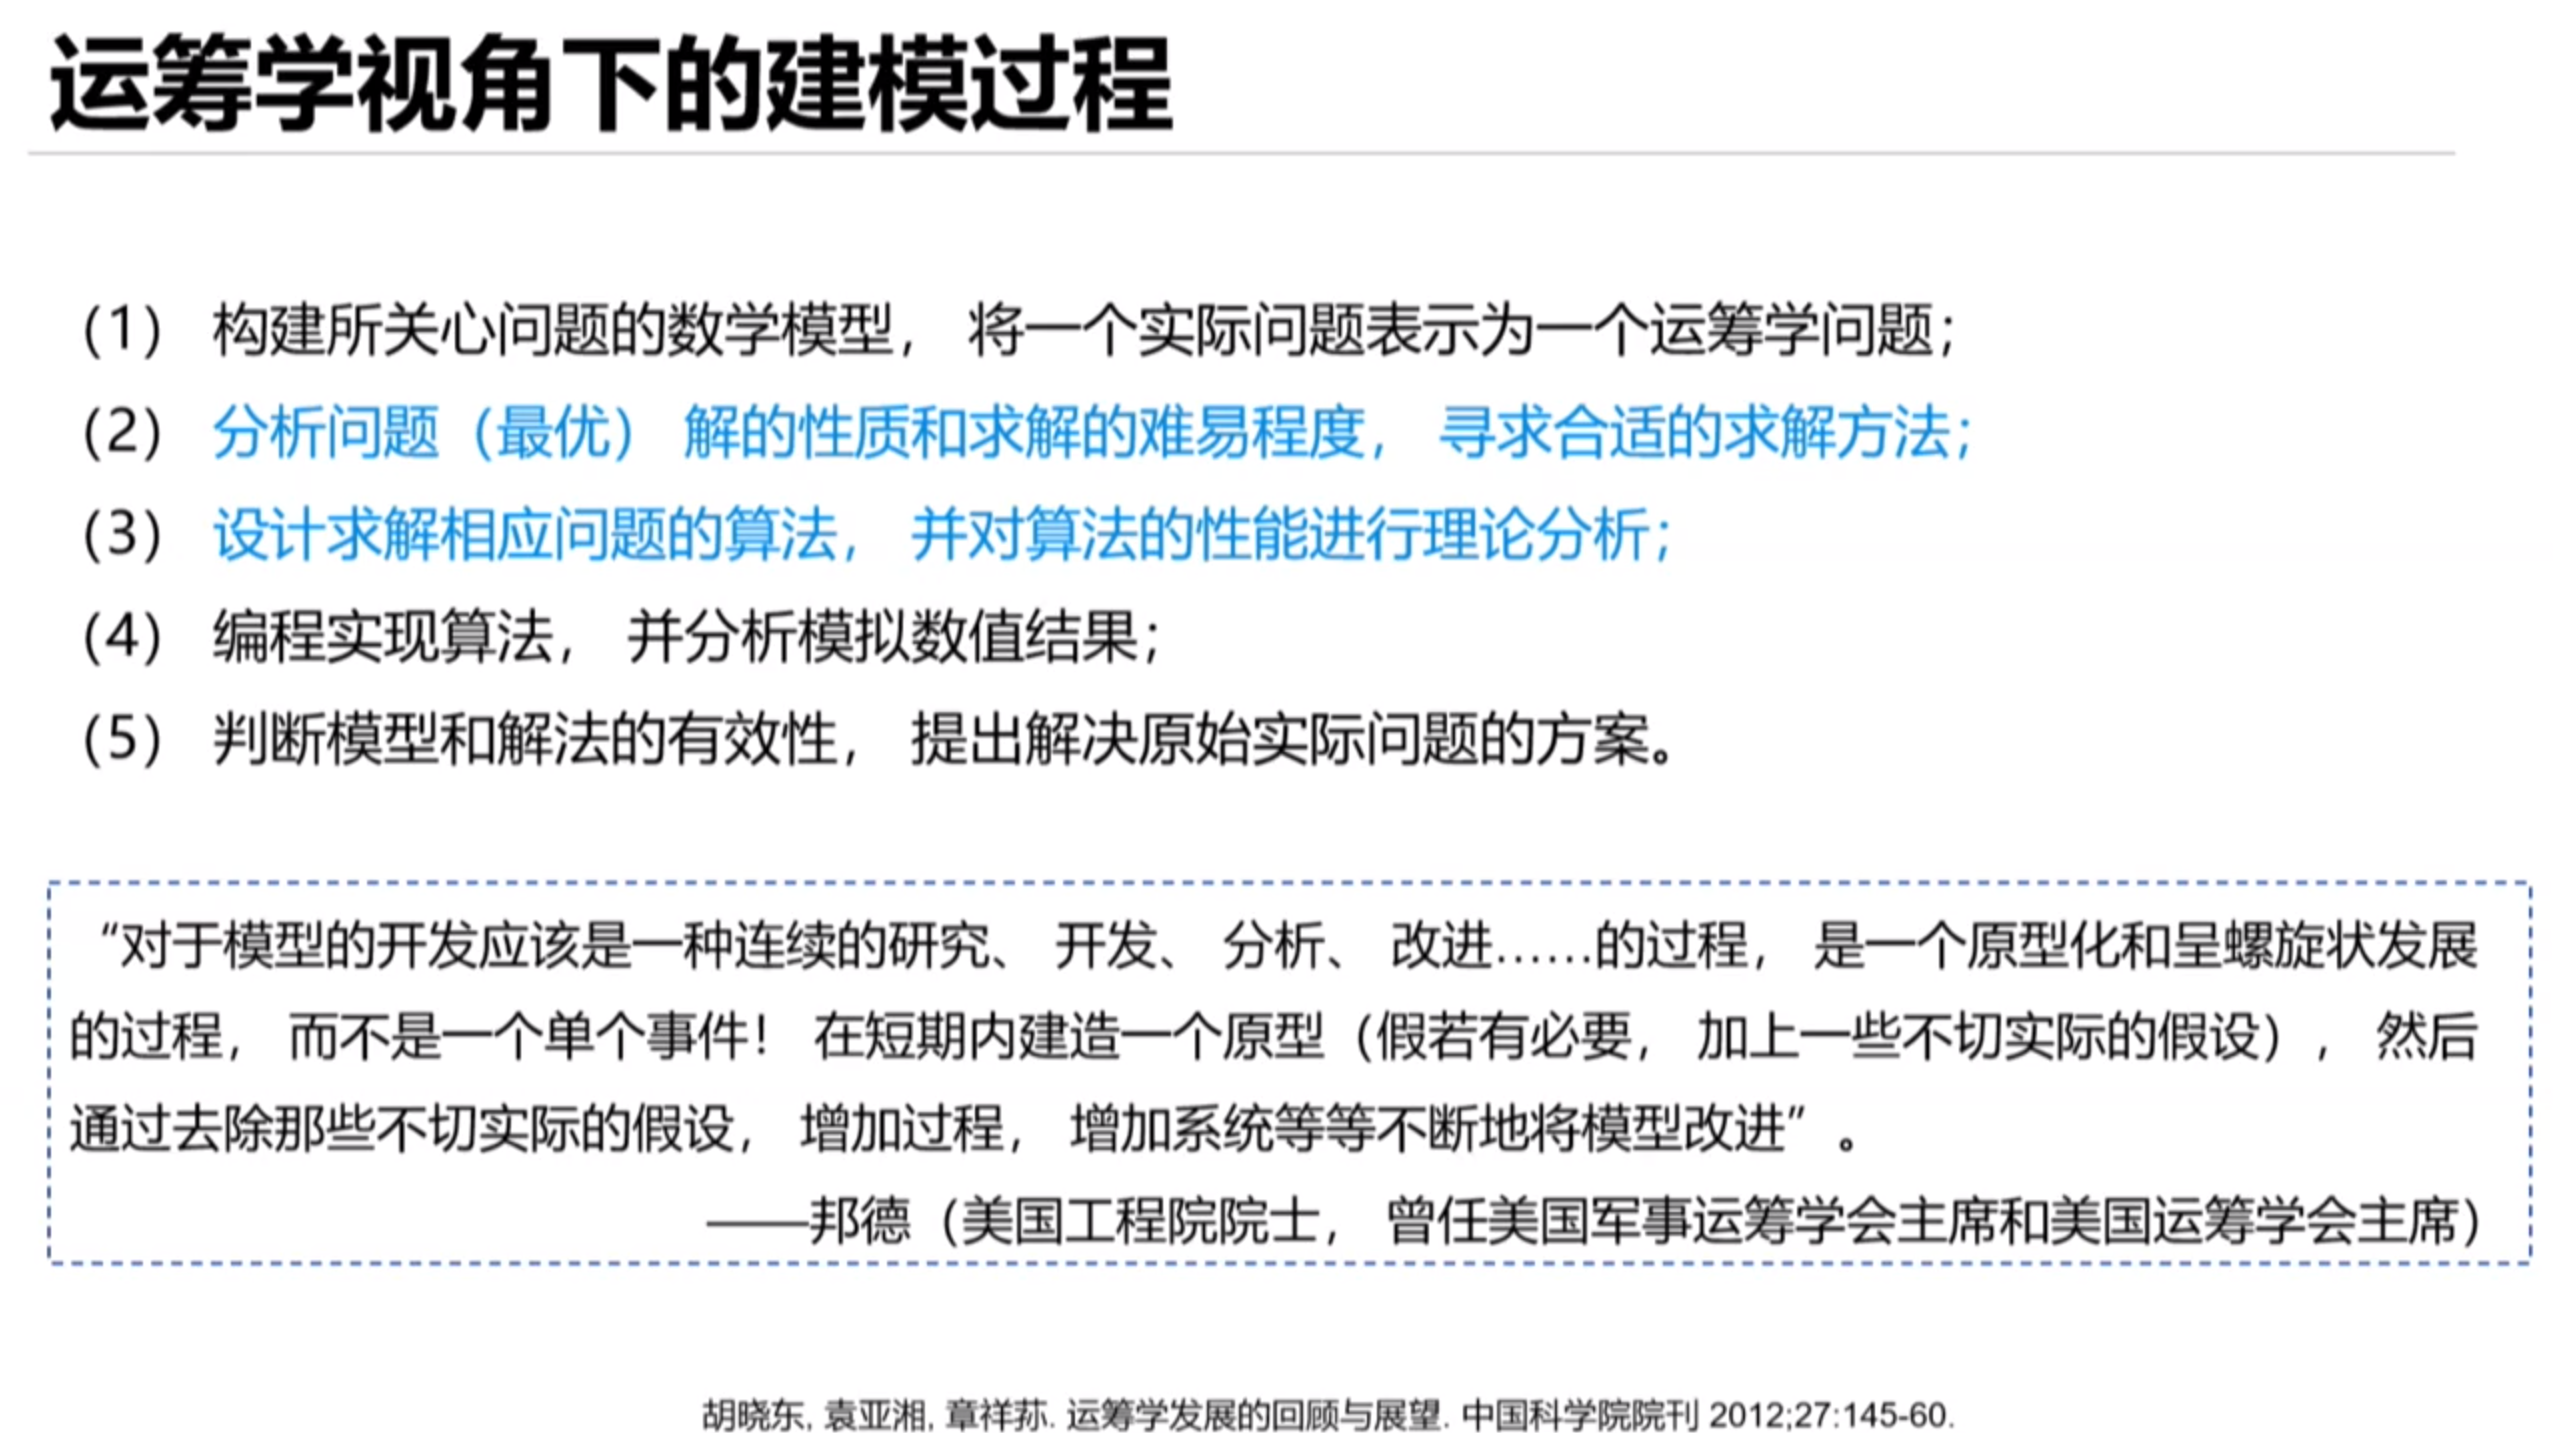 运筹学视角下的建模过程
（1） 构建所关心问题的数学模型， 将一个实际问题表示为一个运筹学问题；
（2） 分析问题（最优） 解的性质和求解的难易程度， 寻求合适的求解方法；
（3） 设计求解相应问题的算法， 并对算法的性能进行理论分析；
（4） 编程实现算法， 并分析模拟数值结果；
（5） 判断模型和解法的有效性， 提出解决原始实际问题的方案。
“对于模型的开发应该是一种连续的研究、 开发、 分析、 改进……的过程， 是一个原型化和呈螺旋状发展
的过程， 而不是一个单个事件！ 在短期内建造一个原型（假若有必要， 加上一些不切实际的假设）， 然后
通过去除那些不切实际的假设， 增加过程， 增加系统等等不断地将模型改进”。
——邦德（美国工程院院士， 曾任美国军事运筹学会主席和美国运筹学会主席）
胡晓东, 袁亚湘, 章祥荪. 运筹学发展的回顾与展望. 中国科学院院刊 2012;27:145-60.